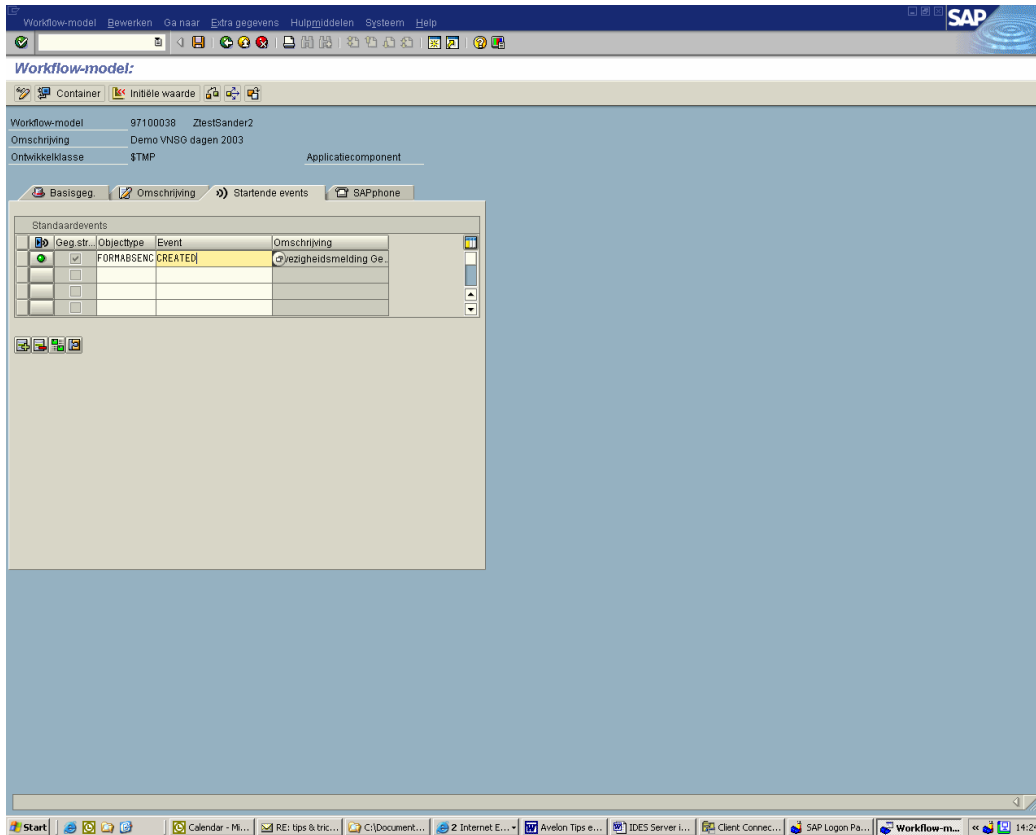 Workflow-model Bewerken Ga naar Extra gegevens Hulpmiddelen Systeem Help
SAP
Workflow-model:
Container Initiële waarde
Workflow-model 97100038 ZtestSander2
Omschrijving Demo VNSG dagen 2003
Ontwikkelklasse $TMP Applicatiecomponent
Basisgeg. Omschrijving Startende events SAPphone
Standaardevents
Geg.str... Objecttype Event Omschrijving
FORMABSENC CREATED ezigheidsmelding Ge..
Start Calendar - Mi... RE: tips & tric... C:\Document... 2 Internet E... Avelon Tips e... IDES Server i... Client Connec... SAP Logon Pa... Workflow-m... «